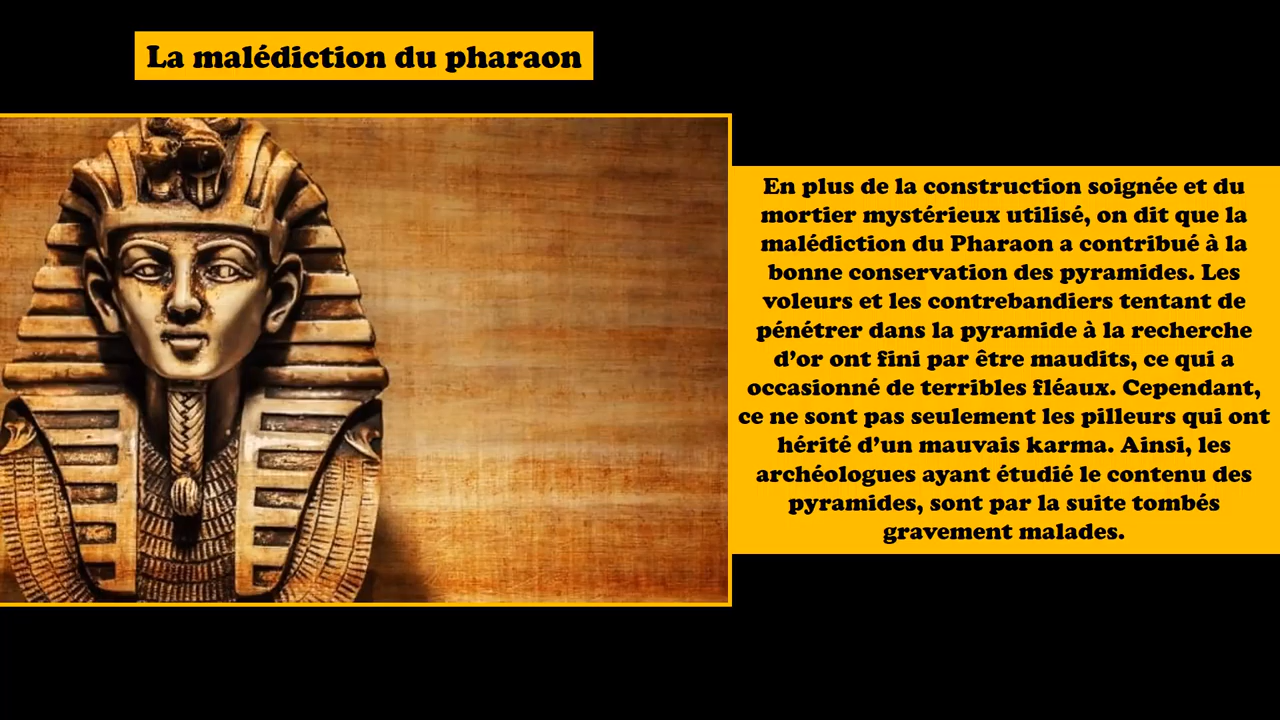 La malédiction du pharaon
En plus de la construction soignée et du
mortier mystérieux utilisé, on dit que la
malédiction du Pharaon a contribué à la
bonne conservation des pyramides. Les
voleurs et les contrebandiers tentant de
pénétrer dans la pyramide à la recherche
d’or ont fini par être maudits, ce qui a
occasionné de terribles fléaux. Cependant,
ce ne sont pas seulement les pilleurs qui ont
hérité d’un mauvais karma. Ainsi, les
archéologues ayant étudié le contenu des
pyramides, sont par la suite tombés
gravement malades.